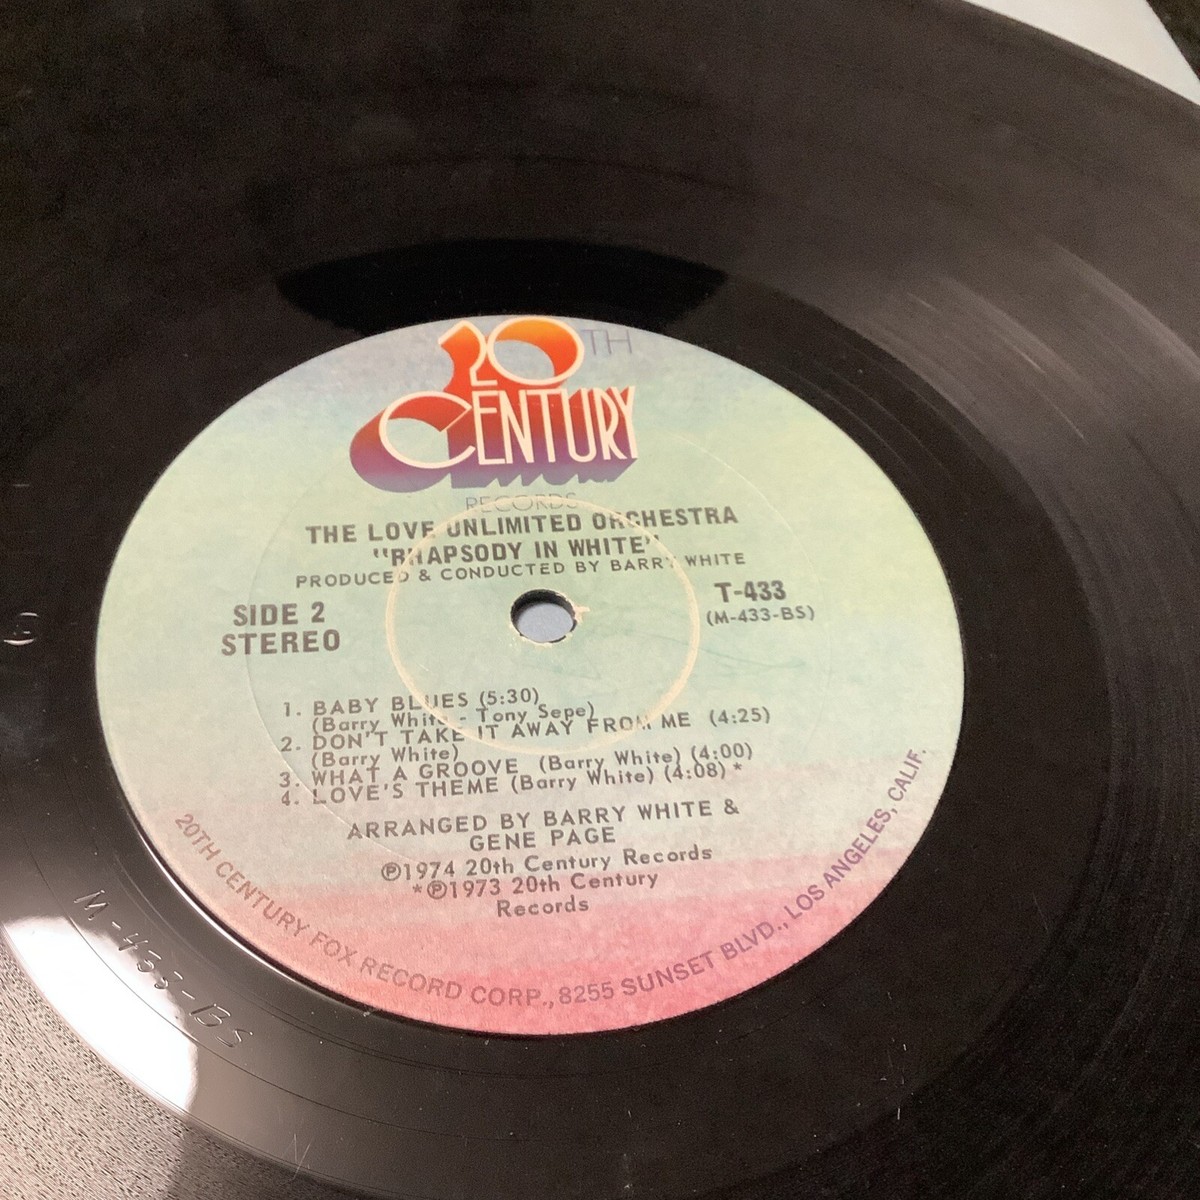 20TH
CENTURY
RECORDS
THE LOVE UNLIMITED ORCHESTRA
"RHAPSODY IN WHITE"
PRODUCED & CONDUCTED BY BARRY WHITE
SIDE 2
STEREO
T-433
(M-433-BS)
1. BABY BLUES (5:30)
(Barry White - Tony Sepe)
2. DON'T TAKE IT AWAY FROM ME (4:25)
(Barry White)
3. WHAT A GROOVE (Barry White) (4:00)
4. LOVE'S THEME (Barry White) (4:08) *
ARRANGED BY BARRY WHITE &
GENE PAGE
℗1974 20th Century Records
*℗1973 20th Century
Records
20TH CENTURY FOX RECORD CORP., 8255 SUNSET BLVD., LOS ANGELES, CALIF.
M-433-BS